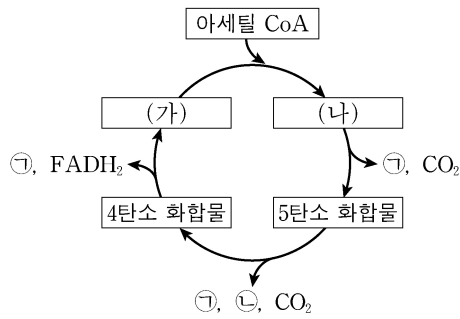 아세틸 CoA
(가)
(나)
㉠, FADH₂
㉠, CO₂
4탄소 화합물
5탄소 화합물
㉠, ㉡, CO₂